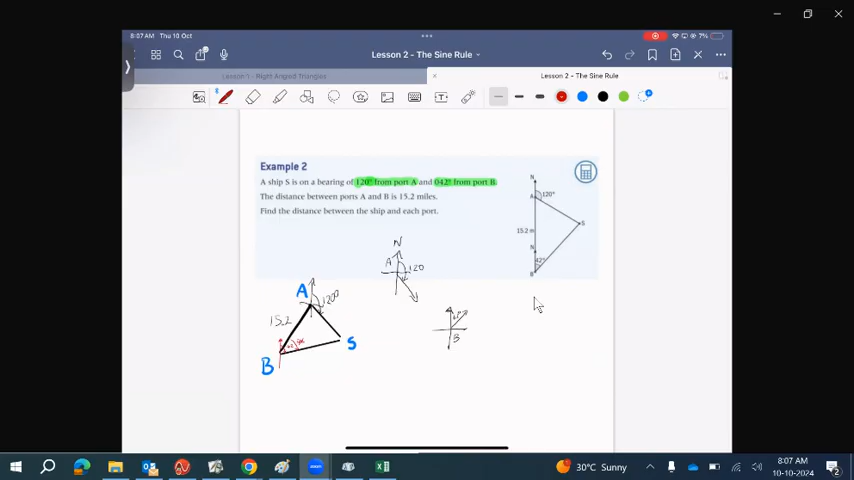 8:07 AM Thu 10 Oct
7%
Lesson 2 - The Sine Rule
Lesson 1 - Right Angled Triangles
Lesson 2 - The Sine Rule
Example 2
A ship S is on a bearing of 120° from port A and 042° from port B.
The distance between ports A and B is 15.2 miles.
Find the distance between the ship and each port.
N
A
120°
S
15.2 m
N
42°
B
N
A
120
A
120°
15.2
B
S
B
zoom
30°C Sunny
8:07 AM
10-10-2024
2